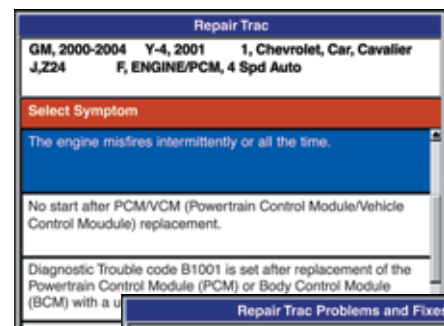 Repair Trac
GM, 2000-2004 Y-4, 2001 1, Chevrolet, Car, Cavalier
J,Z24 F, ENGINE/PCM, 4 Spd Auto
Select Symptom
The engine misfires intermittently or all the time.
No start after PCM/VCM (Powertrain Control Module/Vehicle
Control Moudule) replacement.
Diagnostic Trouble code B1001 is set after replacement of the
Powertrain Control Module (PCM) or Body Control Module
(BCM) with a u
Repair Trac Problems and Fixes